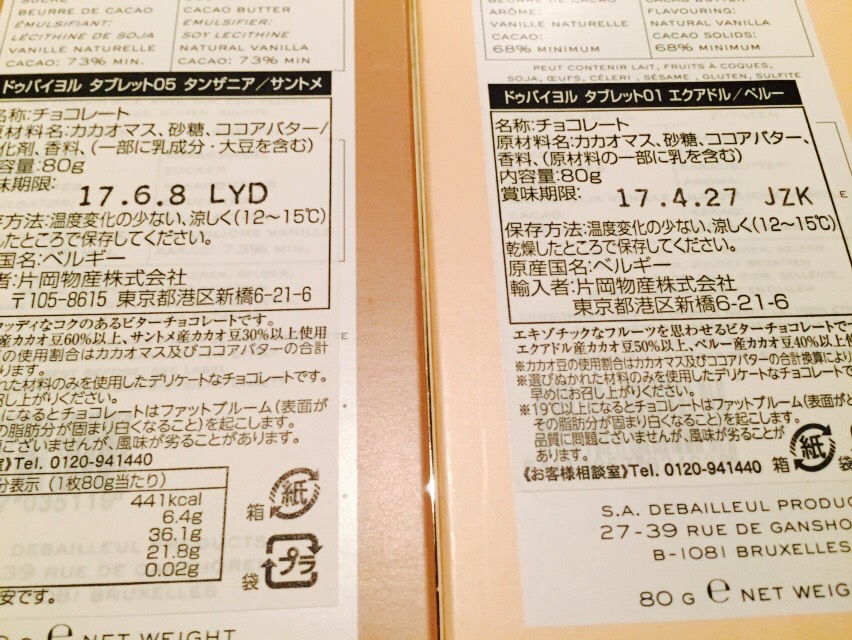 SUCRE
BEURRE DE CACAO
ÉMULSIFIANT:
LÉCITHINE DE SOJA
VANILLE NATURELLE
CACAO: 73% MIN.
CACAO BUTTER
EMULSIFIER:
SOY LECITHINE
NATURAL VANILLA
CACAO: 73% MIN
ドゥバイヨル タブレット05 タンザニア/サントメ
名称:チョコレート
原材料名:カカオマス、砂糖、ココアバター/
化剤、香料、(一部に乳成分・大豆を含む)
内容量:80g
味期限: 17.6.8 LYD
存方法:温度変化の少ない、涼しく(12~15℃)
したところで保存してください。
国名:ベルギー
者:片岡物産株式会社
〒105-8615 東京都港区新橋6-21-6
ウッディなコクのあるビターチョコレートです。
産カカオ豆60%以上、サントメ産カカオ豆30%以上使用
の使用割合はカカオマス及びココアバターの合計
ります。
れた材料のみを使用したデリケートなチョコレートです。
召し上がりください。
になるとチョコレートはファットブルーム(表面が
の脂肪分が固まり白くなること)を起こします。
ございませんが、風味が劣ることがあります。
室》Tel. 0120-941440
分表示(1枚80g当たり)
441kcal
6.4g
36.1g
21.8g
0.02g
安です。
箱 紙
袋 プラ
e NET WEIGHT
BEURRE DE CACAO
ARÔME:
VANILLE NATURELLE
CACAO:
68% MINIMUM
CACAO BUTTER
FLAVOURING:
NATURAL VANILLA
CACAO SOLIDS:
68% MINIMUM
PEUT CONTENIR LAIT, FRUITS À COQUES,
SOJA, ŒUFS, CÉLERI, SÉSAME, GLUTEN, SULFITE
ドゥバイヨル タブレット01 エクアドル/ペルー
名称:チョコレート
原材料名:カカオマス、砂糖、ココアバター、
香料、(原材料の一部に乳を含む)
内容量:80g
賞味期限: 17.4.27 JZK
保存方法:温度変化の少ない、涼しく(12~15℃)
乾燥したところで保存してください。
原産国名:ベルギー
輸入者:片岡物産株式会社
東京都港区新橋6-21-6
エキゾチックなフルーツを思わせるビターチョコレートで
エクアドル産カカオ豆50%以上、ペルー産カカオ豆40%以上使
※カカオ豆の使用割合はカカオマス及びココアバターの合計換算により
※選びぬかれた材料のみを使用したデリケートなチョコレートで
早めにお召し上がりください。
※19℃以上になるとチョコレートはファットブルーム(表面が
その脂肪分が固まり白くなること)を起こします。
品質に問題ございませんが、風味が劣ることが
あります。
《お客様相談室》Tel. 0120-941440
箱 紙
S.A. DEBAILLEUL PRODUC
27-39 RUE DE GANSHO
B-1081 BRUXELLES
80 G e NET WEIG